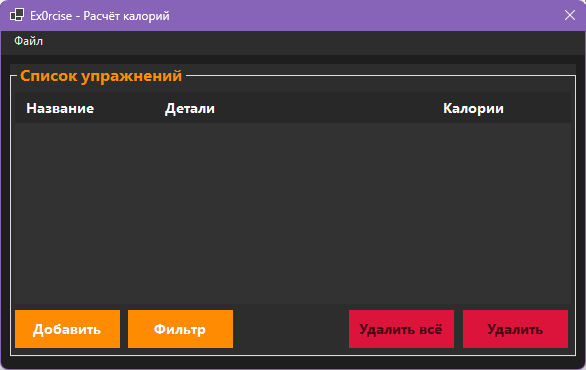 Ex0rcise - Расчёт калорий
Файл
Список упражнений
Название Детали Калории
Добавить Фильтр Удалить всё Удалить